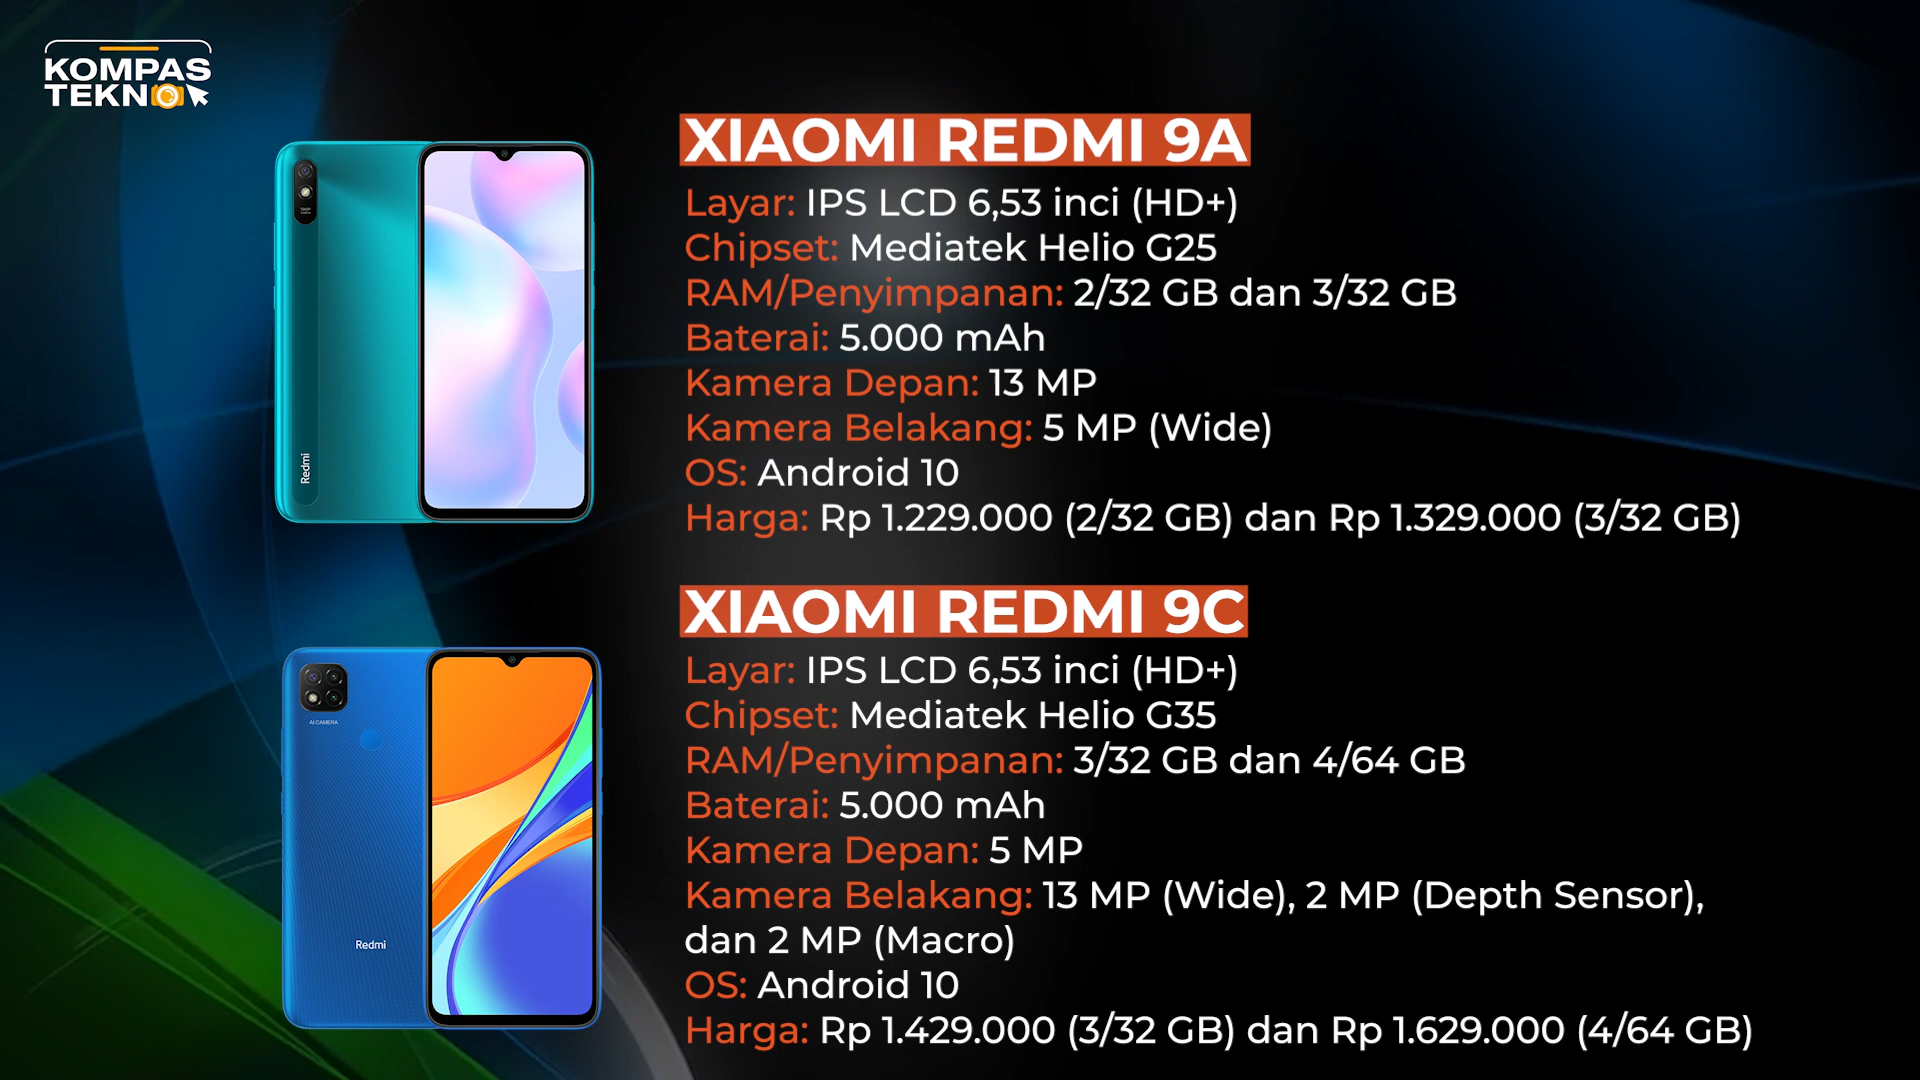 KOMPAS
TEKNO
XIAOMI REDMI 9A
Layar: IPS LCD 6,53 inci (HD+)
Chipset: Mediatek Helio G25
RAM/Penyimpanan: 2/32 GB dan 3/32 GB
Baterai: 5.000 mAh
Kamera Depan: 13 MP
Kamera Belakang: 5 MP (Wide)
OS: Android 10
Harga: Rp 1.229.000 (2/32 GB) dan Rp 1.329.000 (3/32 GB)
Redmi
XIAOMI REDMI 9C
Layar: IPS LCD 6,53 inci (HD+)
Chipset: Mediatek Helio G35
RAM/Penyimpanan: 3/32 GB dan 4/64 GB
Baterai: 5.000 mAh
Kamera Depan: 5 MP
Kamera Belakang: 13 MP (Wide), 2 MP (Depth Sensor),
dan 2 MP (Macro)
OS: Android 10
Harga: Rp 1.429.000 (3/32 GB) dan Rp 1.629.000 (4/64 GB)
AI CAMERA
Redmi